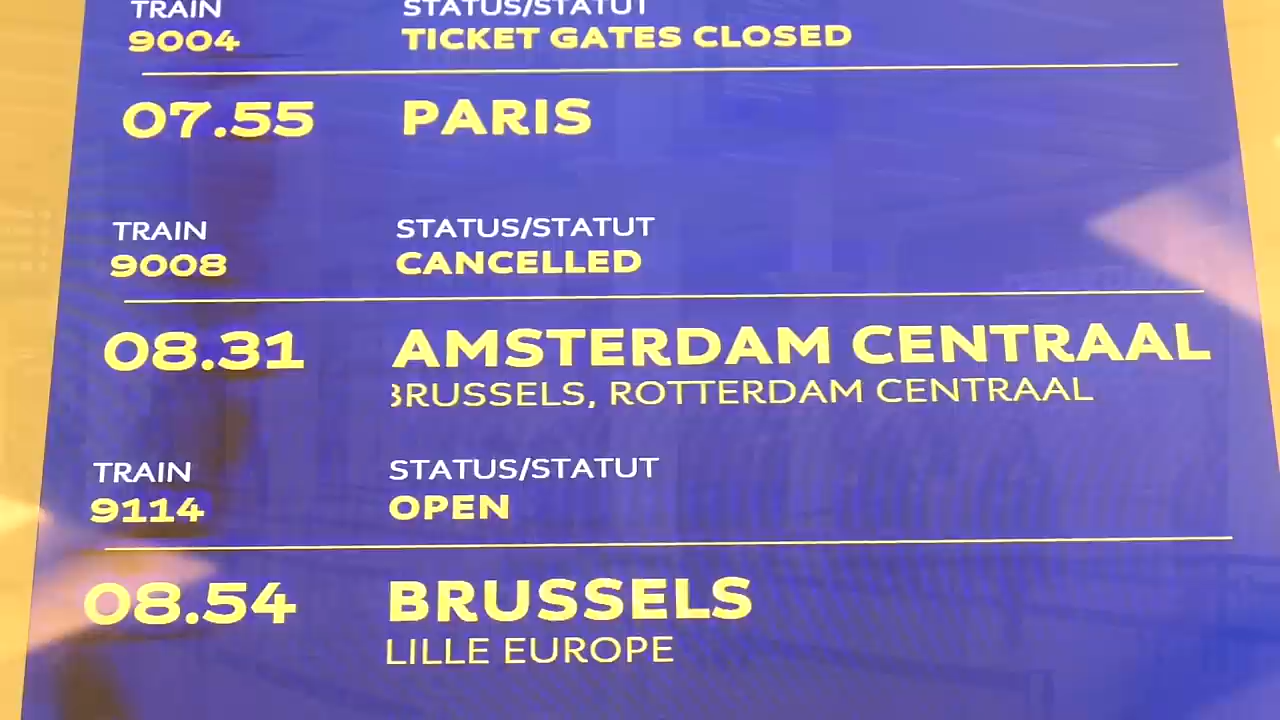 TRAIN STATUS/STATUT
9004 TICKET GATES CLOSED
07.55 PARIS
TRAIN STATUS/STATUT
9008 CANCELLED
08.31 AMSTERDAM CENTRAAL
BRUSSELS, ROTTERDAM CENTRAAL
TRAIN STATUS/STATUT
9114 OPEN
08.54 BRUSSELS
LILLE EUROPE